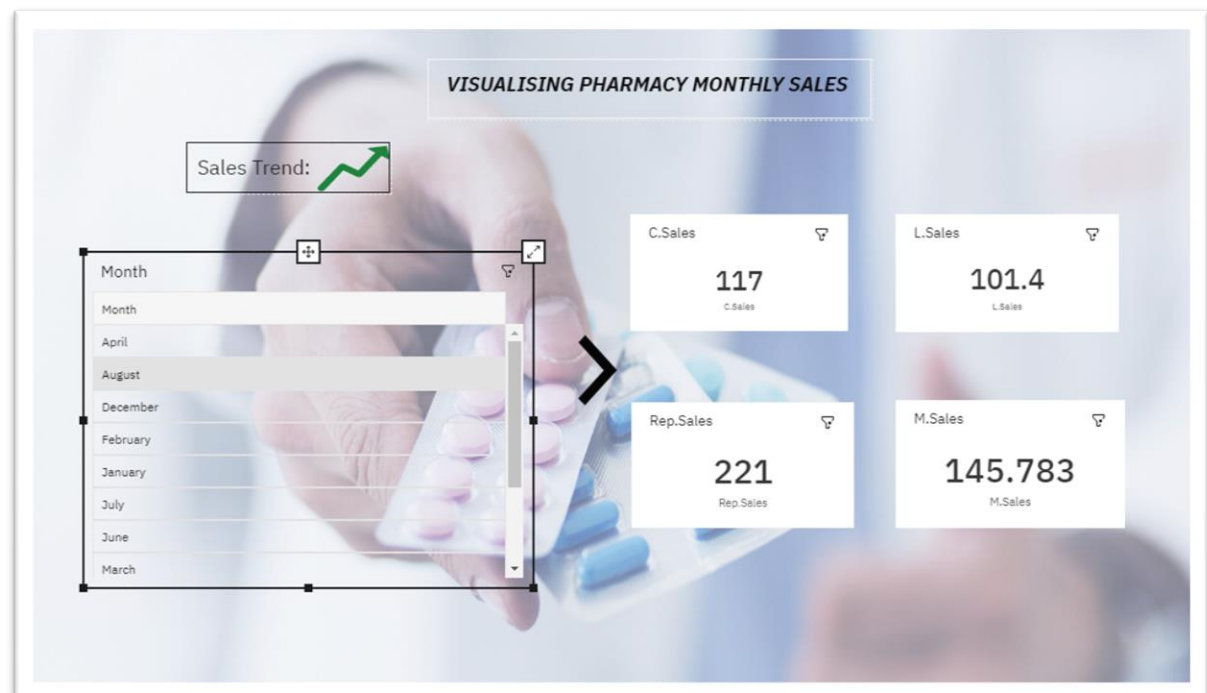 VISUALISING PHARMACY MONTHLY SALES
Sales Trend:
Month
Month
April
August
December
February
January
July
June
March
C.Sales
117
C.Sales
L.Sales
101.4
L.Sales
Rep.Sales
221
Rep.Sales
M.Sales
145.783
M.Sales